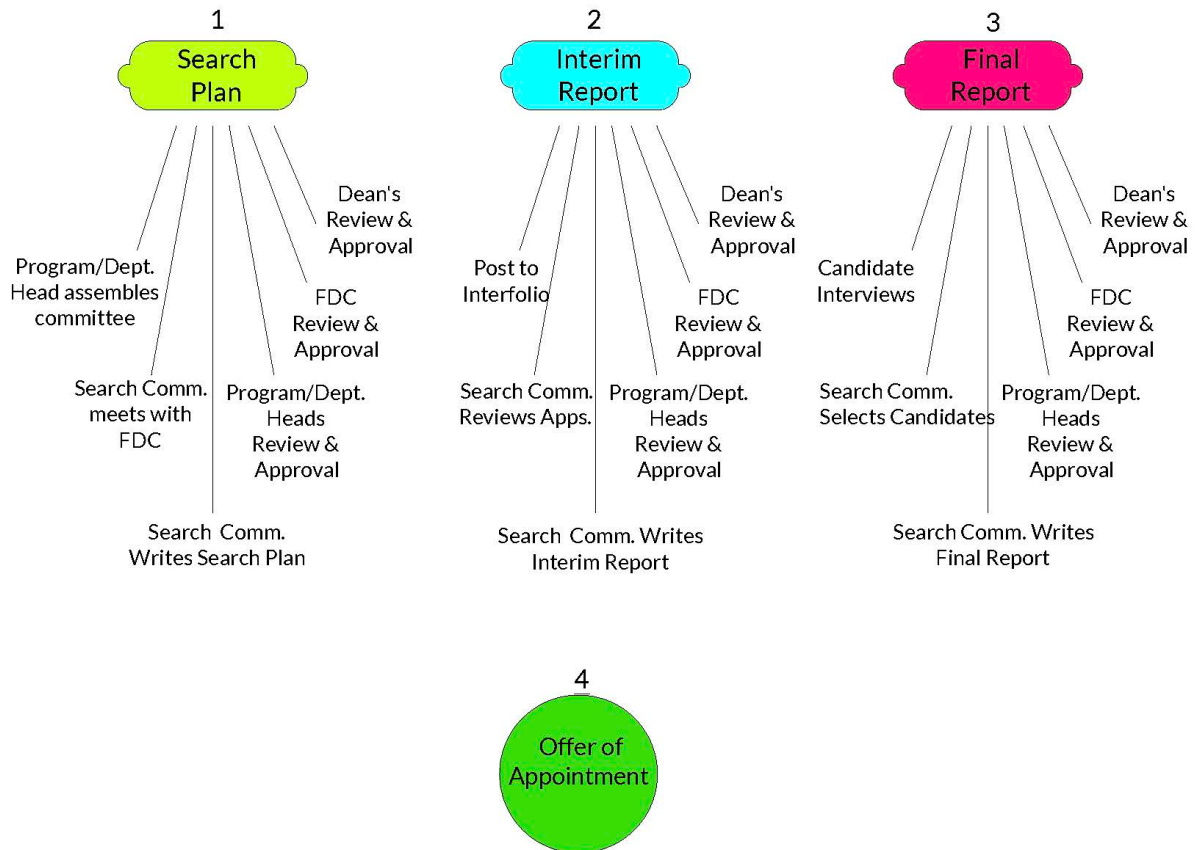 1
Search
Plan
Program/Dept.
Head assembles
committee
Search Comm.
meets with
FDC
Search Comm.
Writes Search Plan
Program/Dept.
Heads
Review &
Approval
FDC
Review &
Approval
Dean's
Review &
Approval
2
Interim
Report
Post to
Interfolio
Search Comm.
Reviews Apps.
Search Comm. Writes
Interim Report
Program/Dept.
Heads
Review &
Approval
FDC
Review &
Approval
Dean's
Review &
Approval
3
Final
Report
Candidate
Interviews
Search Comm.
Selects Candidates
Search Comm. Writes
Final Report
Program/Dept.
Heads
Review &
Approval
FDC
Review &
Approval
Dean's
Review &
Approval
4
Offer of
Appointment